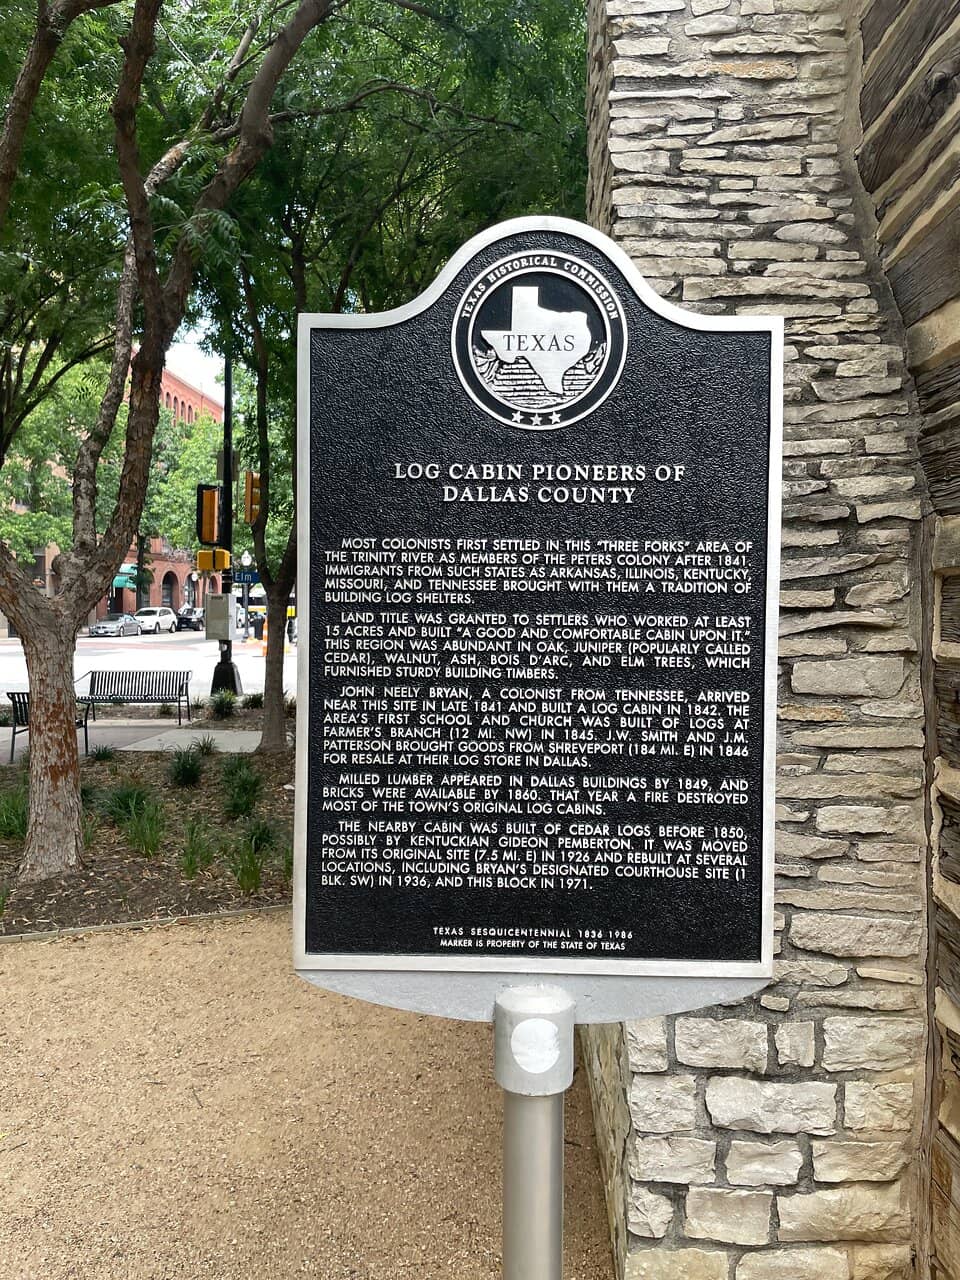 TEXAS HISTORICAL COMMISSION
TEXAS
LOG CABIN PIONEERS OF
DALLAS COUNTY
MOST COLONISTS FIRST SETTLED IN THIS "THREE FORKS" AREA OF
THE TRINITY RIVER AS MEMBERS OF THE PETERS COLONY AFTER 1841.
IMMIGRANTS FROM SUCH STATES AS ARKANSAS, ILLINOIS, KENTUCKY,
MISSOURI, AND TENNESSEE BROUGHT WITH THEM A TRADITION OF
BUILDING LOG SHELTERS.
LAND TITLE WAS GRANTED TO SETTLERS WHO WORKED AT LEAST
15 ACRES AND BUILT "A GOOD AND COMFORTABLE CABIN UPON IT."
THIS REGION WAS ABUNDANT IN OAK, JUNIPER (POPULARLY CALLED
CEDAR), WALNUT, ASH, BOIS D'ARC, AND ELM TREES, WHICH
FURNISHED STURDY BUILDING TIMBERS.
JOHN NEELY BRYAN, A COLONIST FROM TENNESSEE, ARRIVED
NEAR THIS SITE IN LATE 1841 AND BUILT A LOG CABIN IN 1842. THE
AREA'S FIRST SCHOOL AND CHURCH WAS BUILT OF LOGS AT
FARMER'S BRANCH (12 MI. NW) IN 1845. J.W. SMITH AND J.M.
PATTERSON BROUGHT GOODS FROM SHREVEPORT (184 MI. E) IN 1846
FOR RESALE AT THEIR LOG STORE IN DALLAS.
MILLED LUMBER APPEARED IN DALLAS BUILDINGS BY 1849, AND
BRICKS WERE AVAILABLE BY 1860. THAT YEAR A FIRE DESTROYED
MOST OF THE TOWN'S ORIGINAL LOG CABINS.
THE NEARBY CABIN WAS BUILT OF CEDAR LOGS BEFORE 1850,
POSSIBLY BY KENTUCKIAN GIDEON PEMBERTON. IT WAS MOVED
FROM ITS ORIGINAL SITE (7.5 MI. E) IN 1926 AND REBUILT AT SEVERAL
LOCATIONS, INCLUDING BRYAN'S DESIGNATED COURTHOUSE SITE (1
BLK. SW) IN 1936, AND THIS BLOCK IN 1971.
TEXAS SESQUICENTENNIAL 1836 1986
MARKER IS PROPERTY OF THE STATE OF TEXAS
Elm